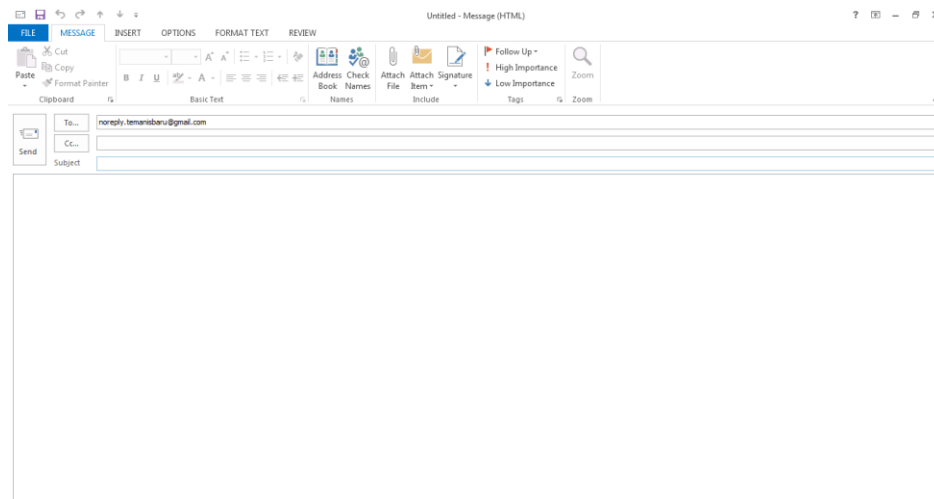 Untitled - Message (HTML)
?
FILE MESSAGE INSERT OPTIONS FORMAT TEXT REVIEW
Paste
Cut
Copy
Format Painter
Clipboard
B I U ab A
A A
Basic Text
Address Book
Check Names
Names
Attach File
Attach Item
Signature
Include
Follow Up
! High Importance
Low Importance
Tags
Zoom
Zoom
Send
To... noreply.temanisbaru@gmail.com
Cc...
Subject